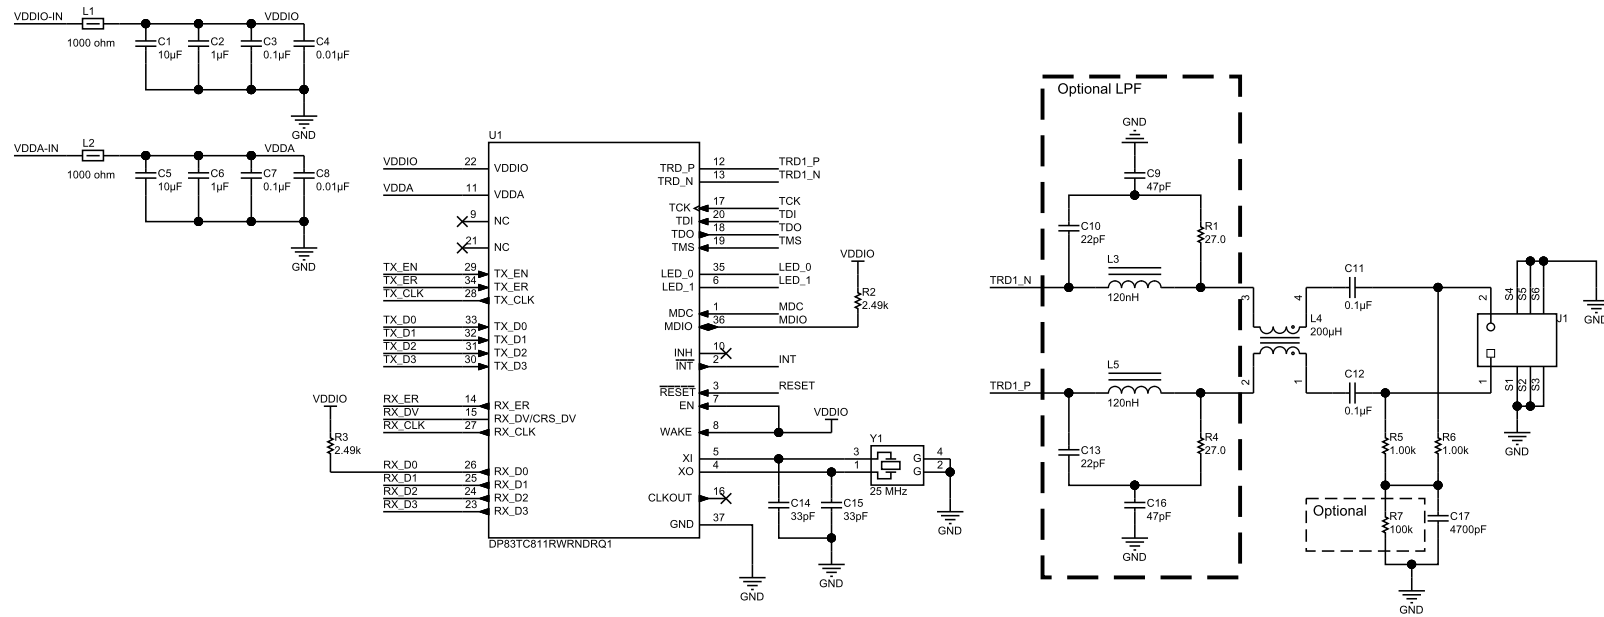 VDDIO-IN L1 VDDIO
1000 ohm
C1 10µF
C2 1µF
C3 0.1µF
C4 0.01µF
GND
VDDA-IN L2 VDDA
1000 ohm
C5 10µF
C6 1µF
C7 0.1µF
C8 0.01µF
GND
U1
VDDIO 22 VDDIO
VDDA 11 VDDA
9 NC
21 NC
TX_EN 29 TX_EN
TX_ER 34 TX_ER
TX_CLK 28 TX_CLK
TX_D0 33 TX_D0
TX_D1 32 TX_D1
TX_D2 31 TX_D2
TX_D3 30 TX_D3
RX_ER 14 RX_ER
RX_DV 15 RX_DV/CRS_DV
RX_CLK 27 RX_CLK
VDDIO
R3
2.49k
RX_D0 26 RX_D0
RX_D1 25 RX_D1
RX_D2 24 RX_D2
RX_D3 23 RX_D3
TRD_P 12 TRD1_P
TRD_N 13 TRD1_N
TCK 17 TCK
TDI 20 TDI
TDO 18 TDO
TMS 19 TMS
LED_0 35 LED_0
LED_1 6 LED_1
MDC 1 MDC
MDIO 36 MDIO
VDDIO
R2
2.49k
INH 10
INT 2 INT
RESET 3 RESET
EN 7
WAKE 8
VDDIO
XI 5
XO 4
CLKOUT 16
GND 37
DP83TC811RWRNDRQ1
GND
Y1
3 G 4
1 G 2
25 MHz
C14
33pF
C15
33pF
GND
GND
Optional LPF
GND
C9
47pF
C10
22pF
R1
27.0
TRD1_N
L3
120nH
TRD1_P
L5
120nH
C13
22pF
R4
27.0
C16
47pF
GND
3 4
L4
200µH
2 1
C11
0.1µF
C12
0.1µF
2
S4
S5
S6
GND
J1
1
S1
S2
S3
GND
R5
1.00k
R6
1.00k
Optional
R7
100k
C17
4700pF
GND